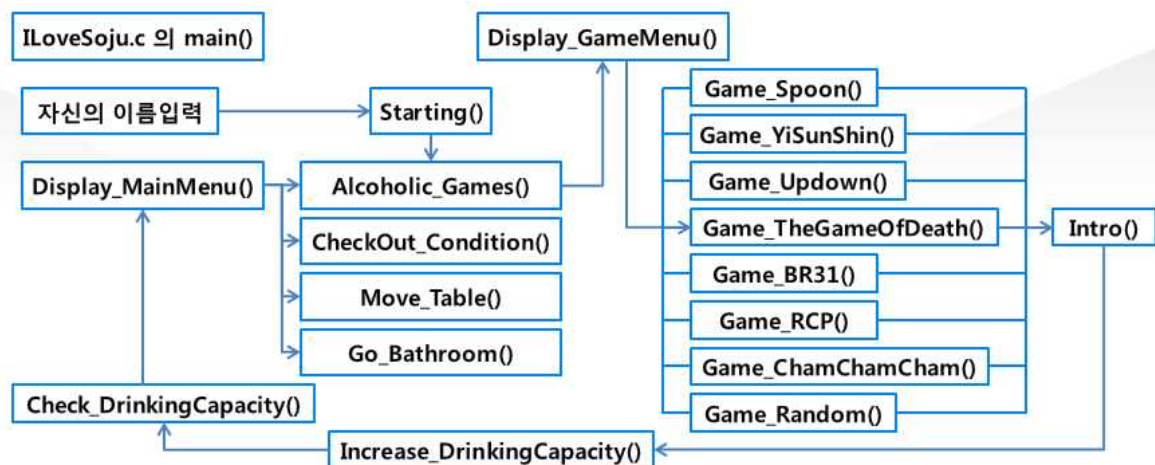 ILoveSoju.c 의 main()
Display_GameMenu()
자신의 이름입력
Starting()
Display_MainMenu()
Alcoholic_Games()
CheckOut_Condition()
Move_Table()
Go_Bathroom()
Game_Spoon()
Game_YiSunShin()
Game_Updown()
Game_TheGameOfDeath()
Game_BR31()
Game_RCP()
Game_ChamChamCham()
Game_Random()
Intro()
Check_DrinkingCapacity()
Increase_DrinkingCapacity()